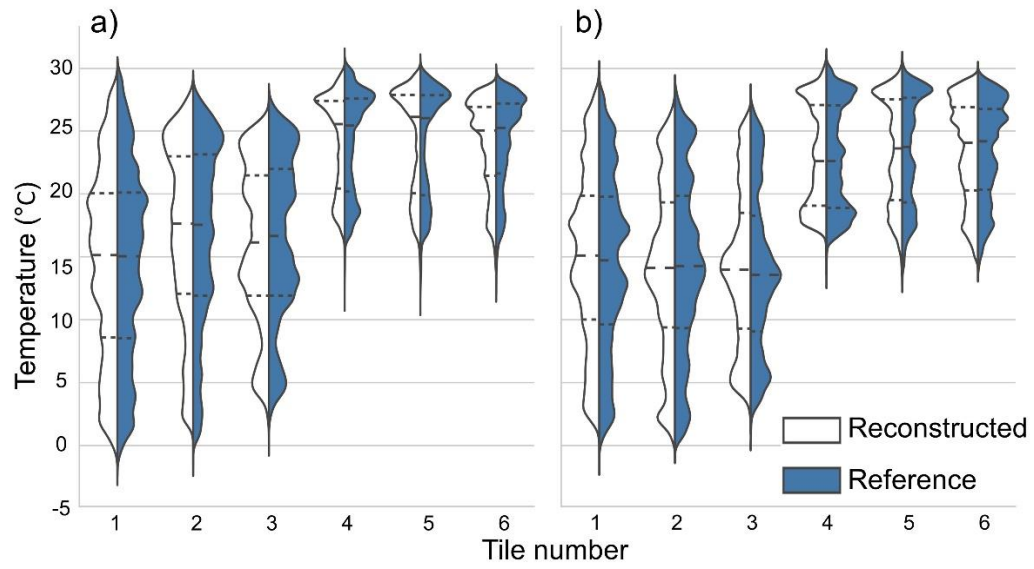 a) b)
30
25
20
15
10
5
0
-5
Temperature (°C)
1 2 3 4 5 6 1 2 3 4 5 6
Tile number
Reconstructed
Reference